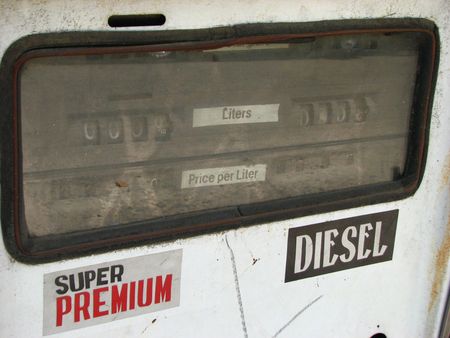 Liters
Price per Liter
SUPER
PREMIUM
DIESEL